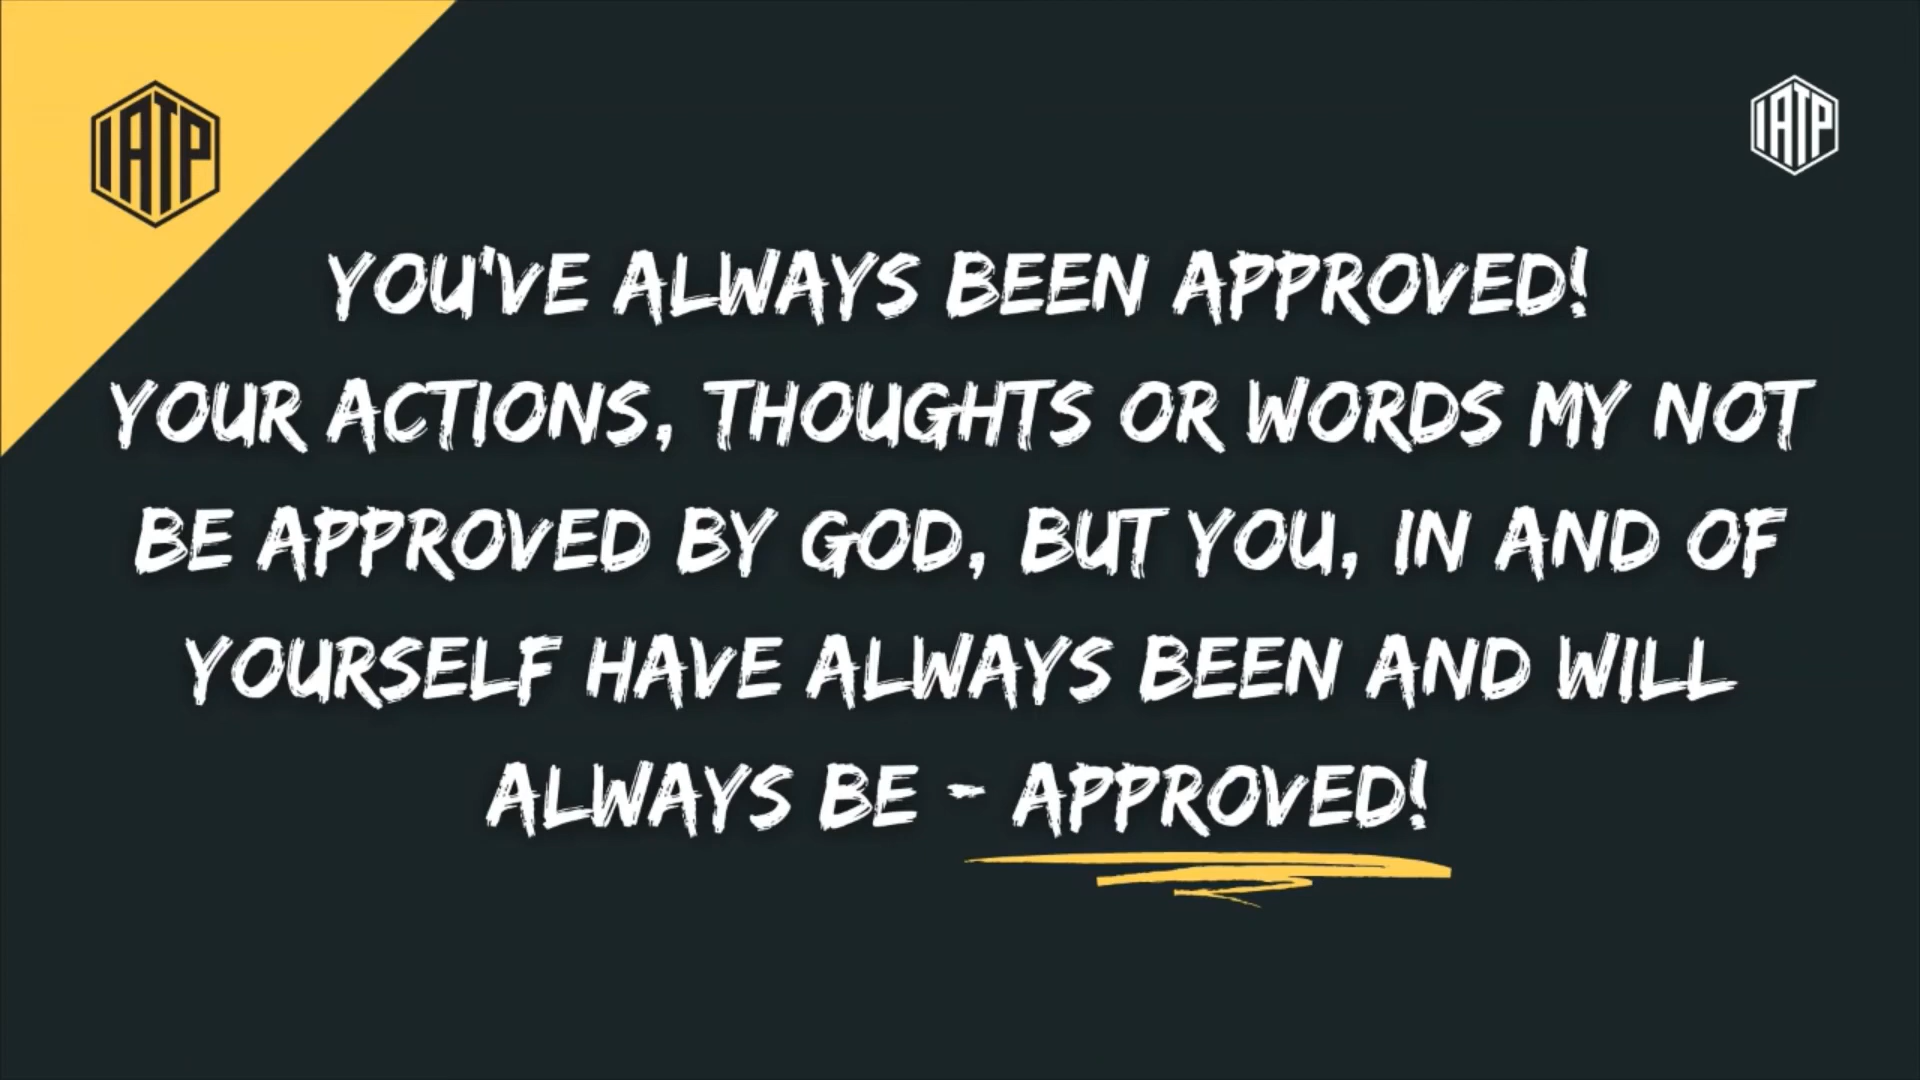 IATP
IATP
YOU'VE ALWAYS BEEN APPROVED!
YOUR ACTIONS, THOUGHTS OR WORDS MY NOT
BE APPROVED BY GOD, BUT YOU, IN AND OF
YOURSELF HAVE ALWAYS BEEN AND WILL
ALWAYS BE - APPROVED!